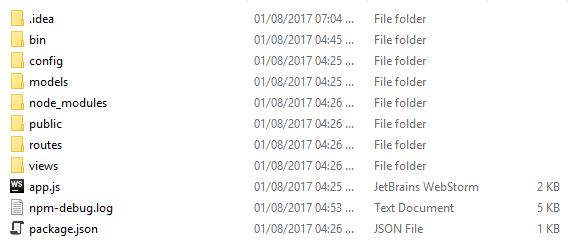 .idea 01/08/2017 07:04 ... File folder
bin 01/08/2017 04:45 ... File folder
config 01/08/2017 04:25 ... File folder
models 01/08/2017 04:25 ... File folder
node_modules 01/08/2017 04:26 ... File folder
public 01/08/2017 04:26 ... File folder
routes 01/08/2017 04:26 ... File folder
views 01/08/2017 04:26 ... File folder
WS app.js 01/08/2017 04:25 ... JetBrains WebStorm 2 KB
npm-debug.log 01/08/2017 04:53 ... Text Document 5 KB
package.json 01/08/2017 04:26 ... JSON File 1 KB